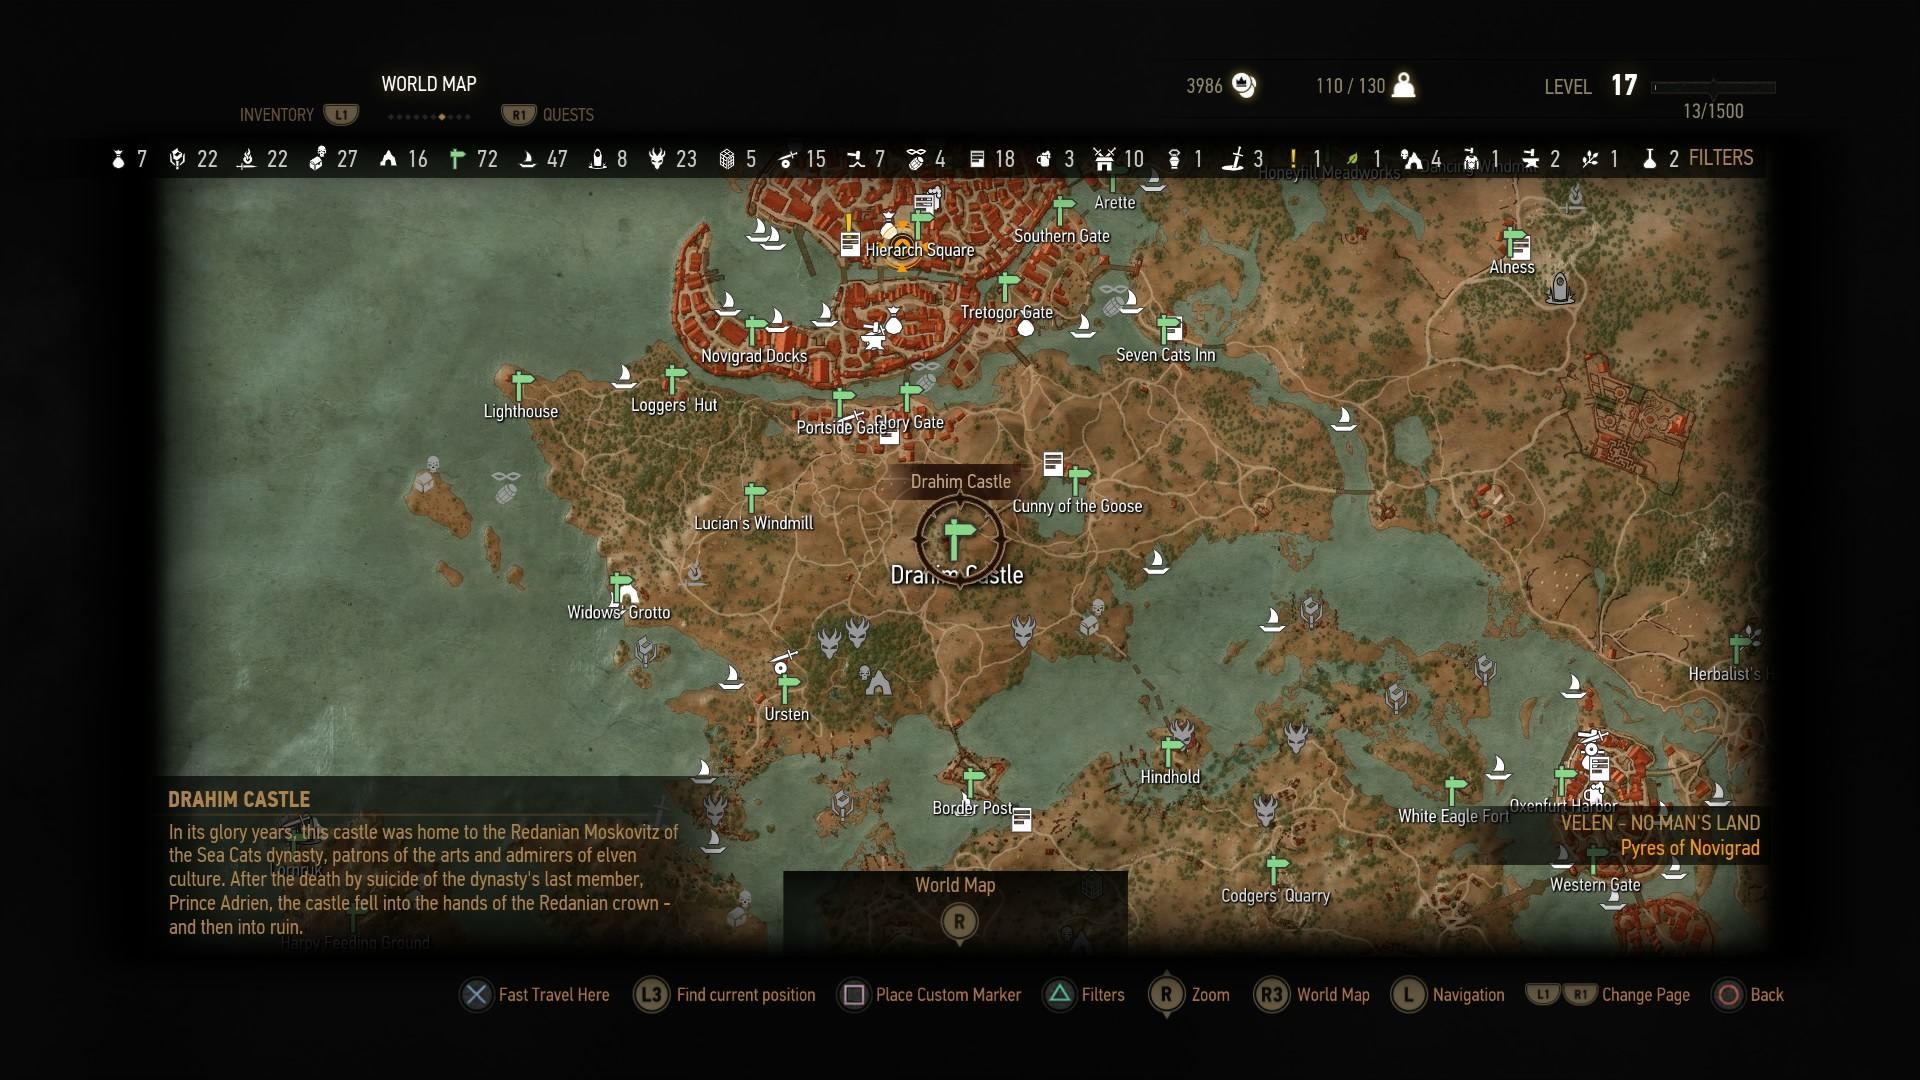 WORLD MAP
3986
110 / 130
LEVEL 17
INVENTORY L1
R1 QUESTS
13/1500
7 22 22 27 16 72 47 8 23 5 15 7 4 18 3 10 1 3 1 1 4 1 2 1 2 FILTERS
Honeyfill Meadworks
Dancing Windmill
Arette
Southern Gate
Hierarch Square
Alness
Tretogor Gate
Novigrad Docks
Seven Cats Inn
Lighthouse
Loggers' Hut
Portside Gate
Glory Gate
Drahim Castle
Cunny of the Goose
Lucian's Windmill
Drahim Castle
Widows' Grotto
Herbalist's
Ursten
Hindhold
Border Post
White Eagle Fort
Oxenfurt Harbor
DRAHIM CASTLE
In its glory years, this castle was home to the Redanian Moskovitz of
the Sea Cats dynasty, patrons of the arts and admirers of elven
culture. After the death by suicide of the dynasty's last member,
Prince Adrien, the castle fell into the hands of the Redanian crown -
and then into ruin.
Harpy Feeding Ground
VELEN - NO MAN'S LAND
Pyres of Novigrad
World Map
R
Codgers' Quarry
Western Gate
Fast Travel Here
L3 Find current position
Place Custom Marker
Filters
R Zoom
R3 World Map
L Navigation
L1 R1 Change Page
Back